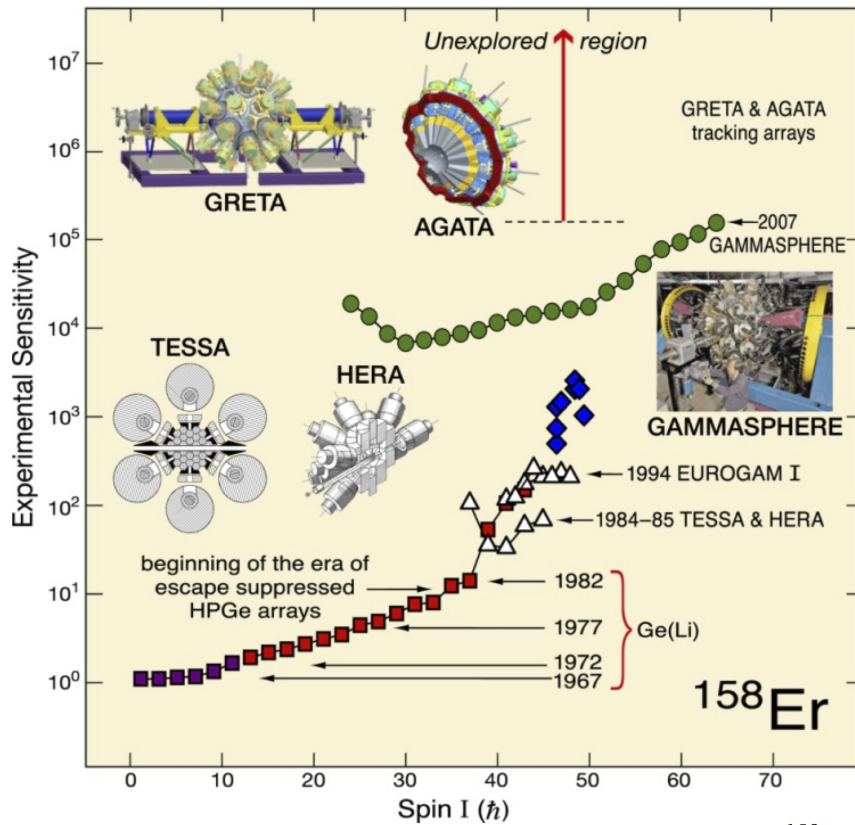 Unexplored region
GRETA & AGATA
tracking arrays
GRETA
AGATA
2007
GAMMASPHERE
TESSA
HERA
GAMMASPHERE
1994 EUROGAM I
1984–85 TESSA & HERA
beginning of the era of
escape suppressed
HPGe arrays
1982
1977
1972
1967
Ge(Li)
¹⁵⁸Er
Experimental Sensitivity
10⁷
10⁶
10⁵
10⁴
10³
10²
10¹
10⁰
0 10 20 30 40 50 60 70
Spin I (ħ)